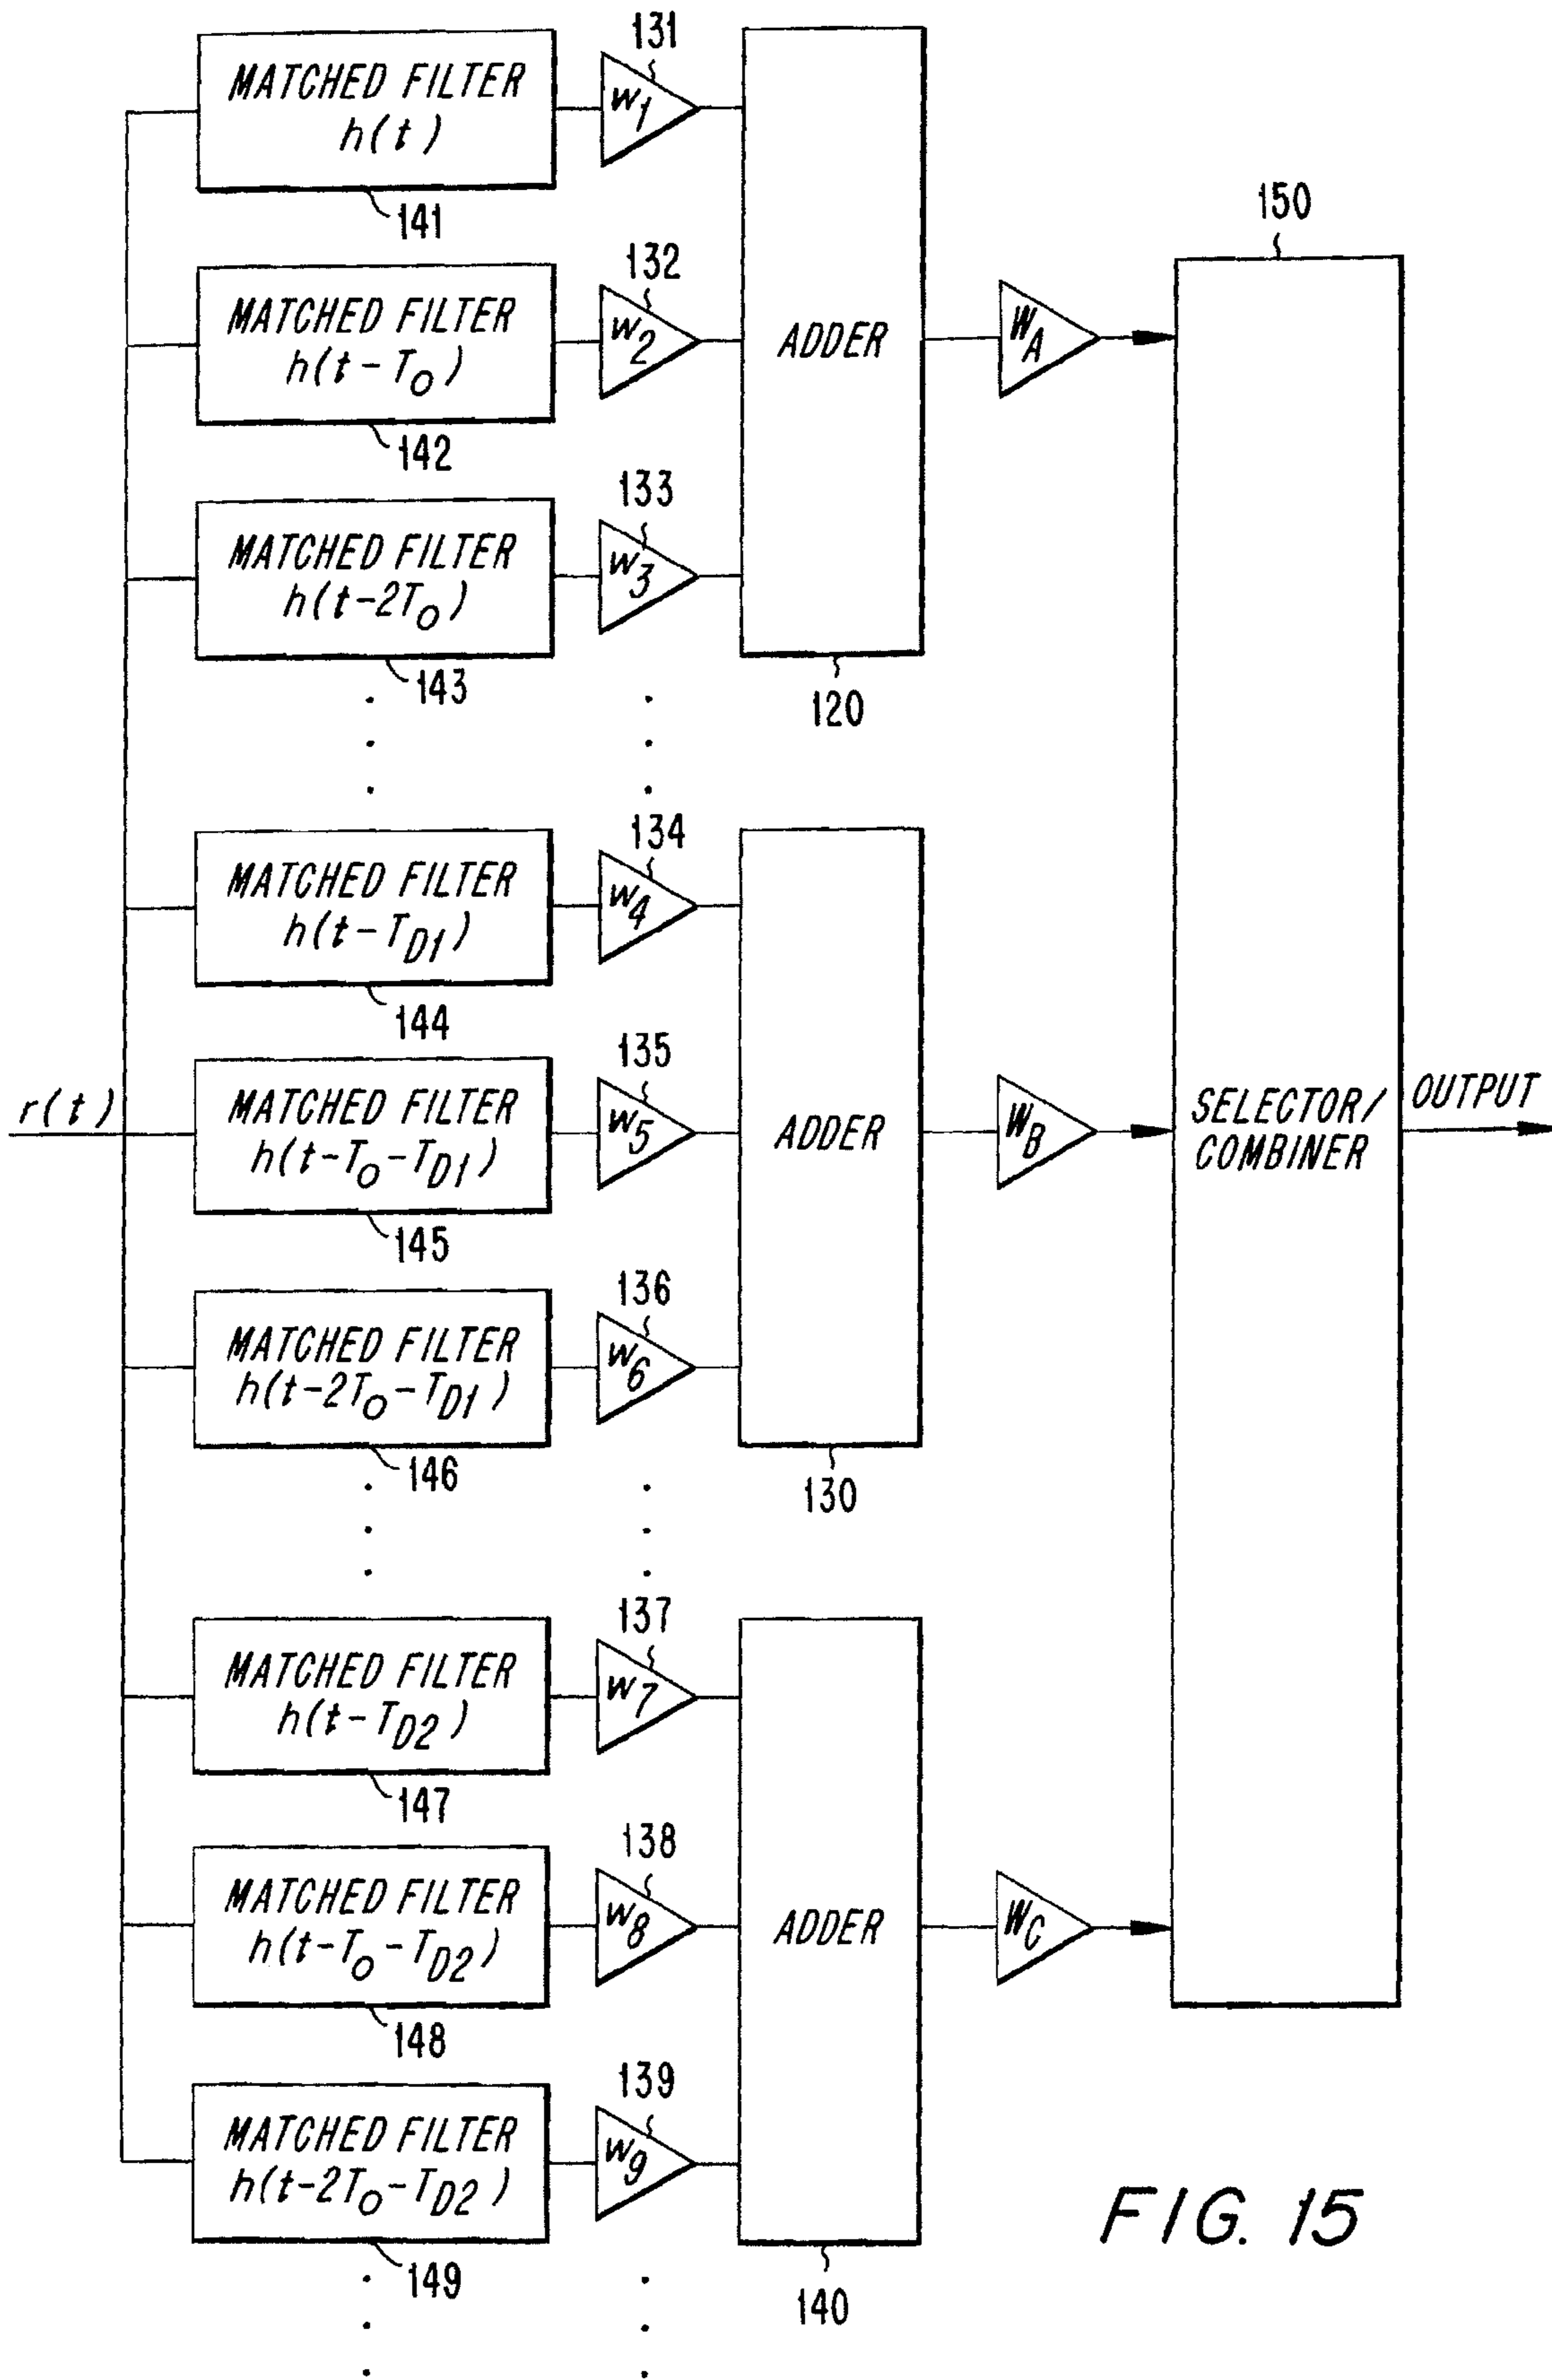 131
MATCHED FILTER
h(t)
w1
141
150
132
MATCHED FILTER
h(t-To)
w2
ADDER
WA
142
133
MATCHED FILTER
h(t-2To)
w3
143
120
134
MATCHED FILTER
h(t-TD1)
w4
144
135
r(t)
MATCHED FILTER
h(t-To-TD1)
w5
ADDER
WB
SELECTOR/
COMBINER
OUTPUT
145
136
MATCHED FILTER
h(t-2To-TD1)
w6
146
130
137
MATCHED FILTER
h(t-TD2)
w7
147
138
MATCHED FILTER
h(t-To-TD2)
w8
ADDER
WC
148
139
MATCHED FILTER
h(t-2To-TD2)
w9
149
140
FIG. 15